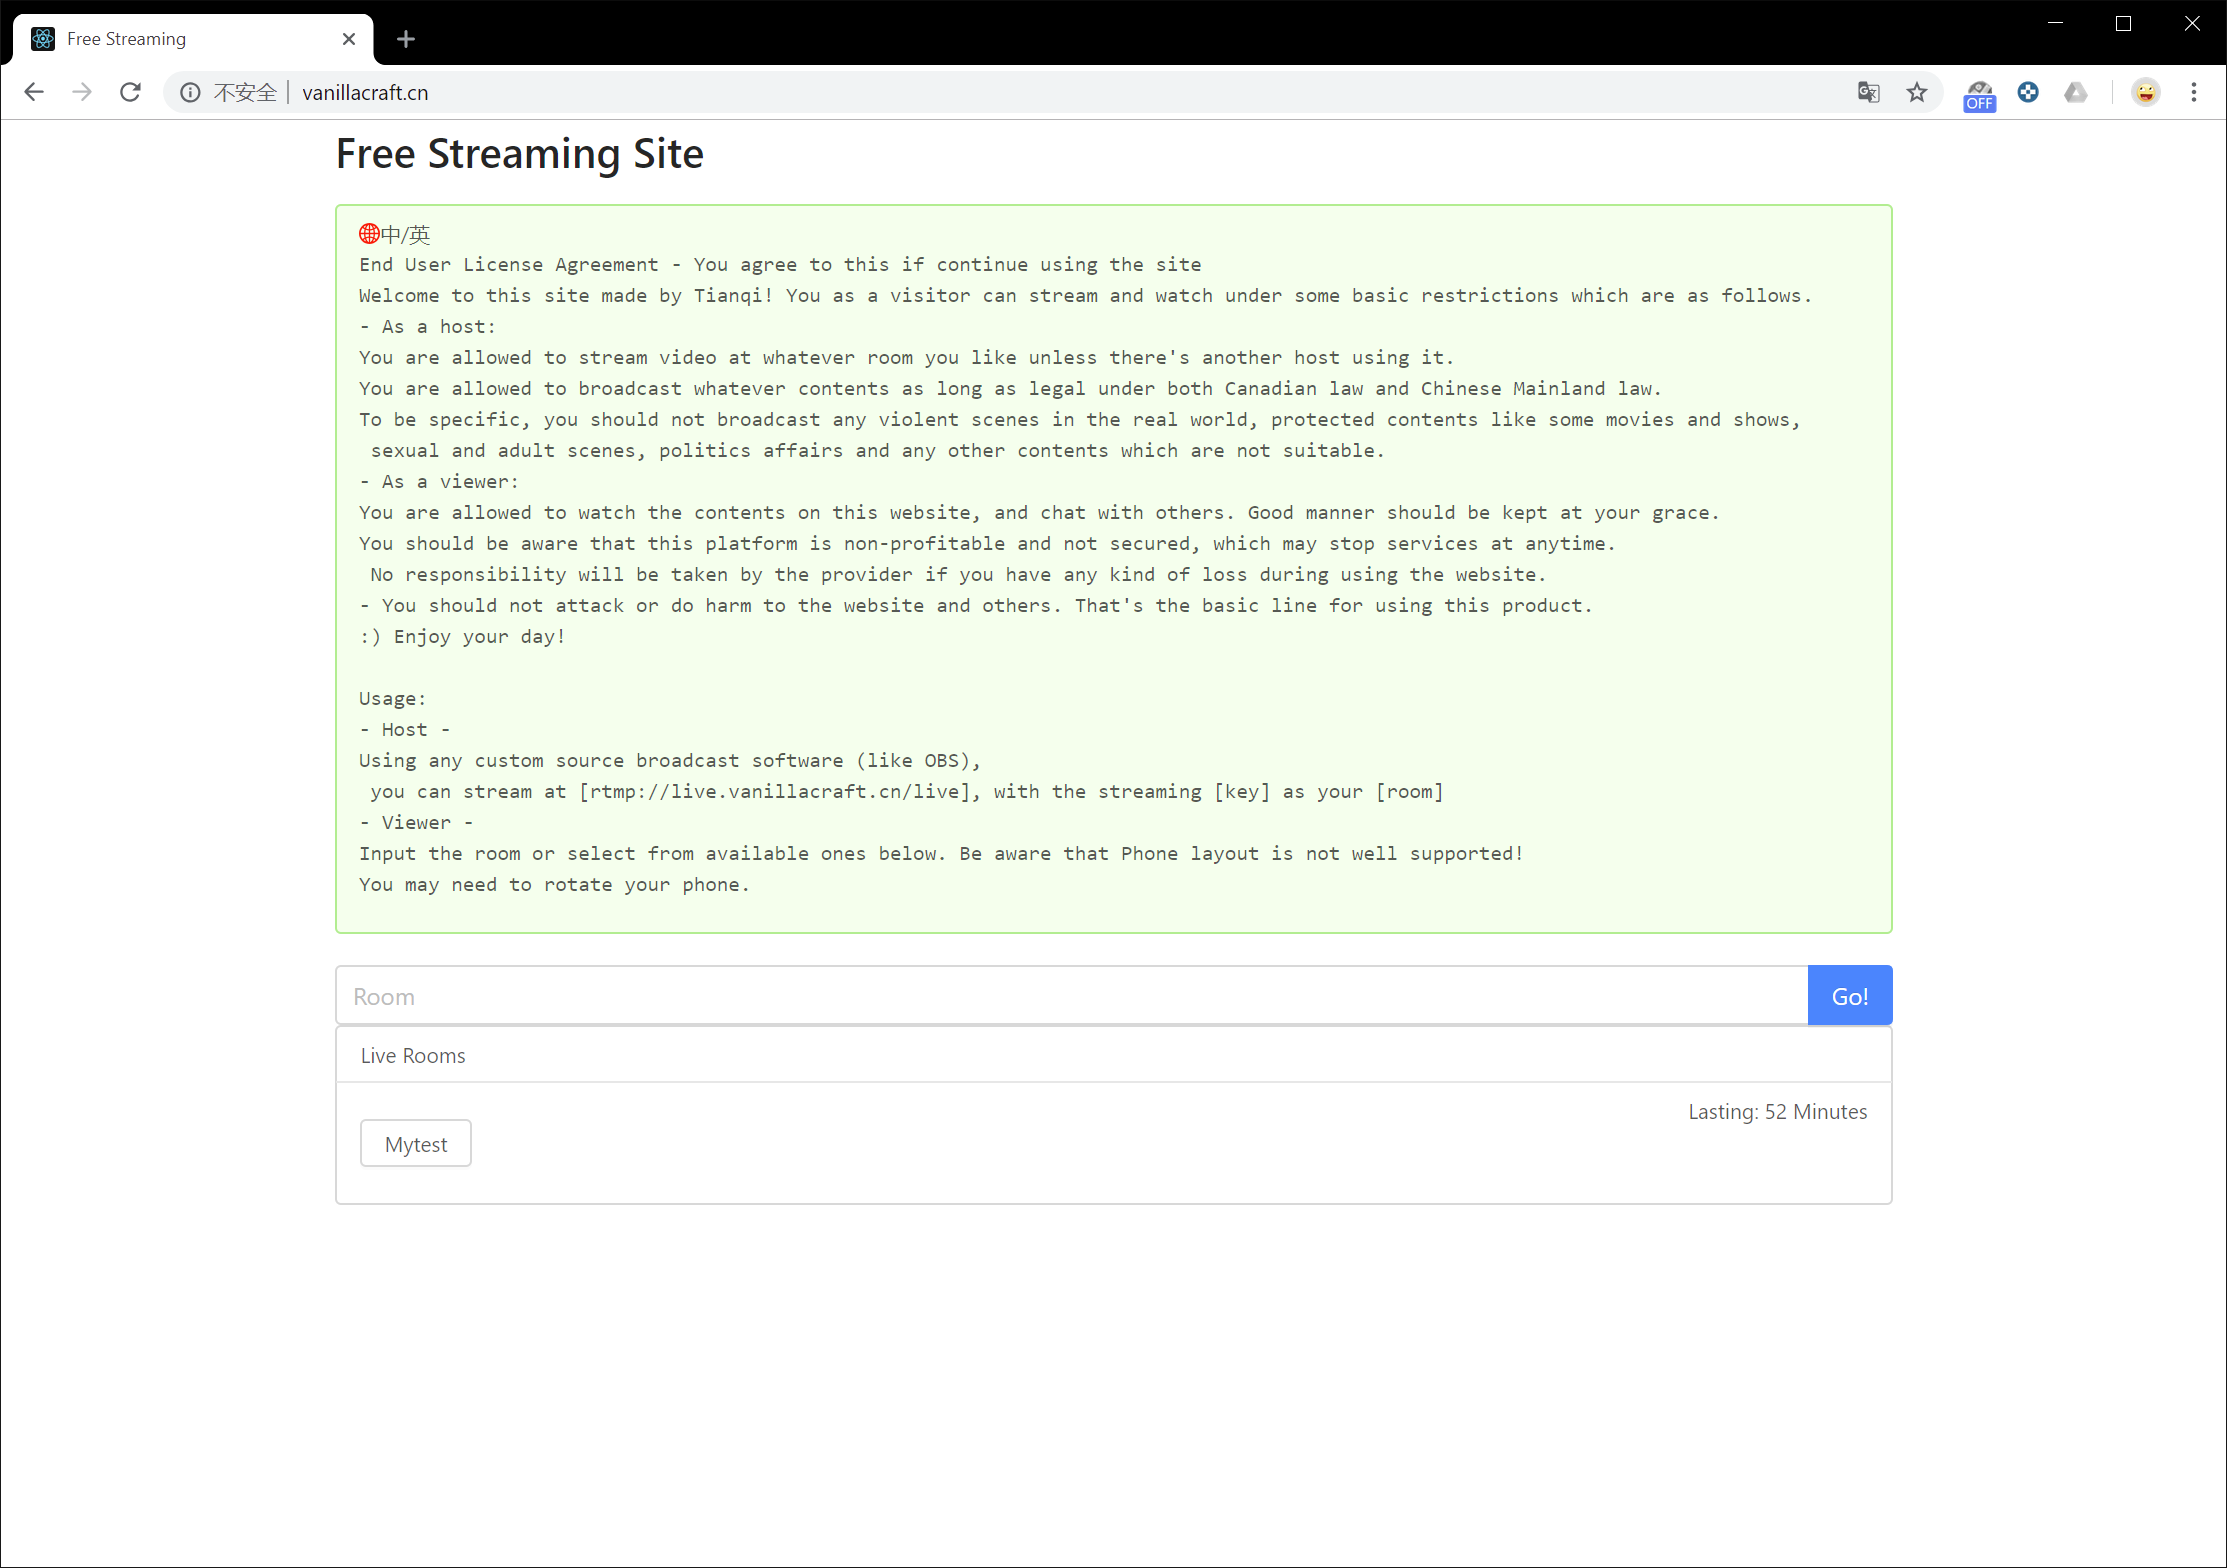 Free Streaming
不安全 | vanillacraft.cn
OFF
Free Streaming Site
中/英
End User License Agreement - You agree to this if continue using the site
Welcome to this site made by Tianqi! You as a visitor can stream and watch under some basic restrictions which are as follows.
- As a host:
You are allowed to stream video at whatever room you like unless there's another host using it.
You are allowed to broadcast whatever contents as long as legal under both Canadian law and Chinese Mainland law.
To be specific, you should not broadcast any violent scenes in the real world, protected contents like some movies and shows,
sexual and adult scenes, politics affairs and any other contents which are not suitable.
- As a viewer:
You are allowed to watch the contents on this website, and chat with others. Good manner should be kept at your grace.
You should be aware that this platform is non-profitable and not secured, which may stop services at anytime.
No responsibility will be taken by the provider if you have any kind of loss during using the website.
- You should not attack or do harm to the website and others. That's the basic line for using this product.
:) Enjoy your day!
Usage:
- Host -
Using any custom source broadcast software (like OBS),
you can stream at [rtmp://live.vanillacraft.cn/live], with the streaming [key] as your [room]
- Viewer -
Input the room or select from available ones below. Be aware that Phone layout is not well supported!
You may need to rotate your phone.
Room
Go!
Live Rooms
Lasting: 52 Minutes
Mytest